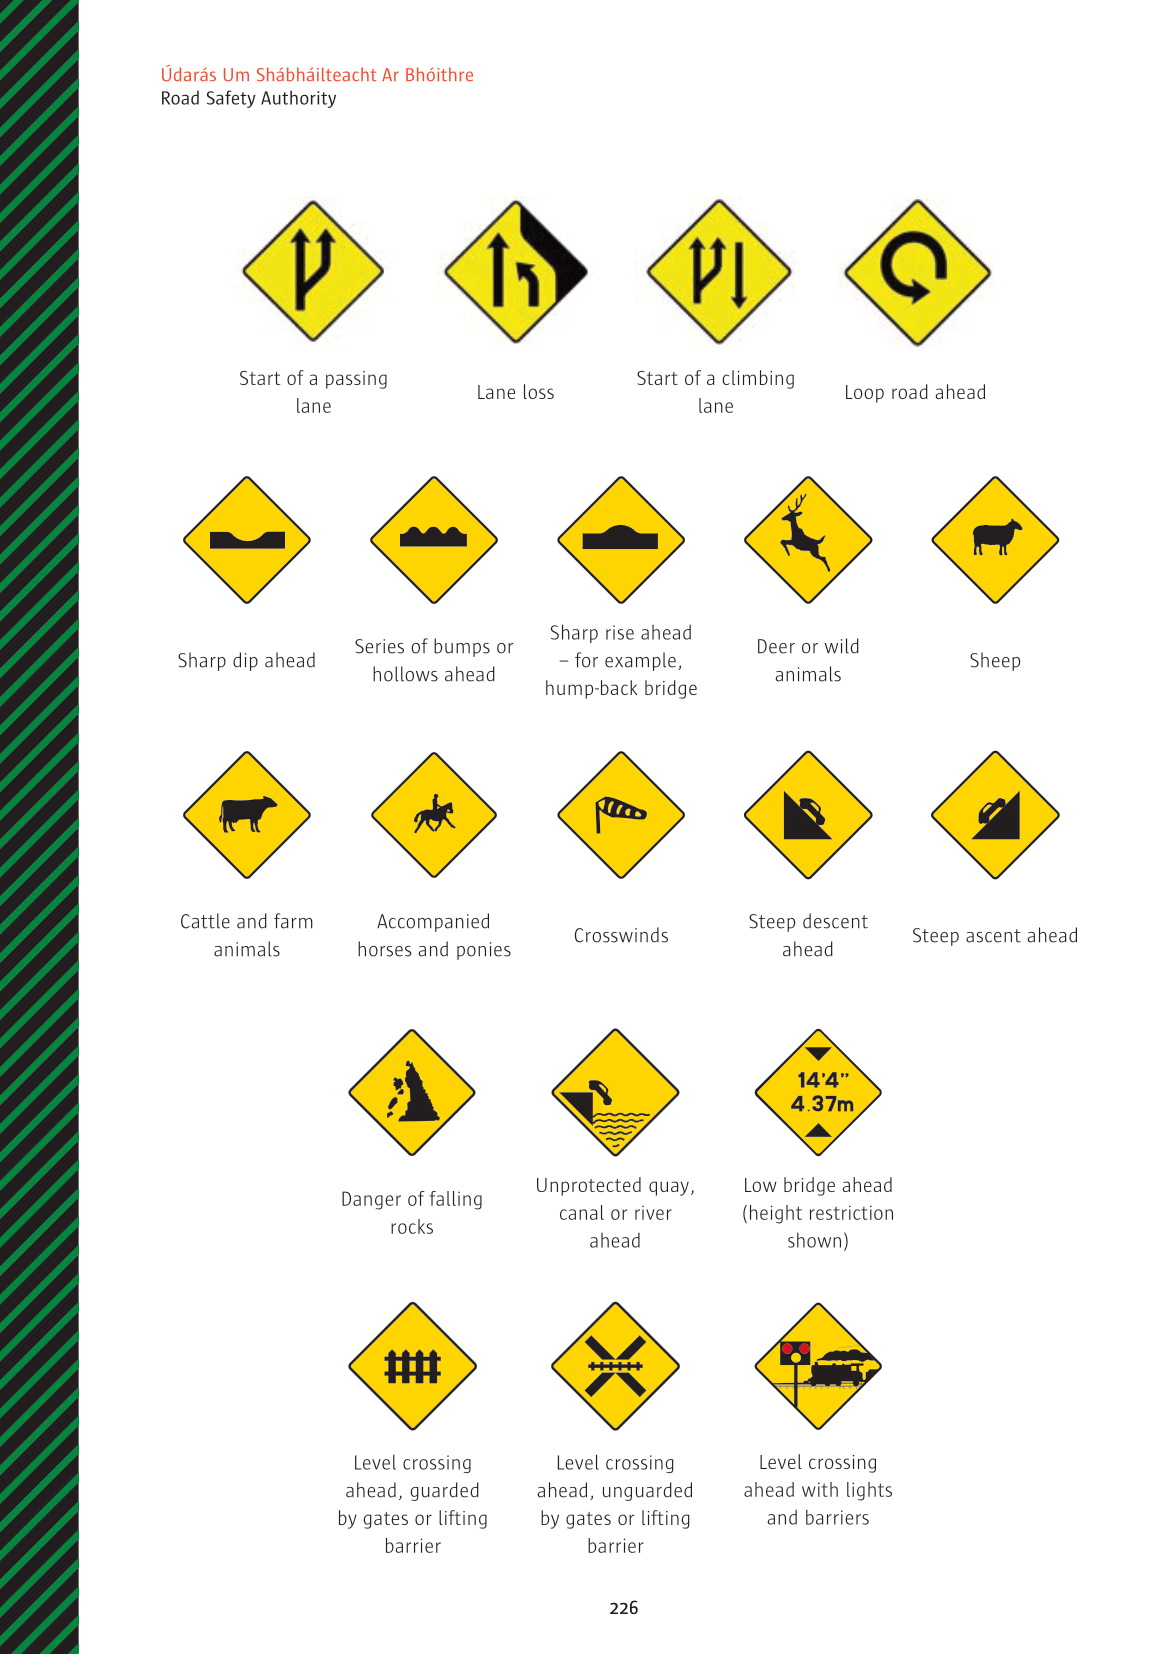 Údarás Um Shábháilteacht Ar Bhóithre
Road Safety Authority
Start of a passing
lane
Lane loss
Start of a climbing
lane
Loop road ahead
Sharp dip ahead
Series of bumps or
hollows ahead
Sharp rise ahead
– for example,
hump-back bridge
Deer or wild
animals
Sheep
Cattle and farm
animals
Accompanied
horses and ponies
Crosswinds
Steep descent
ahead
Steep ascent ahead
14’4”
4.37m
Danger of falling
rocks
Unprotected quay,
canal or river
ahead
Low bridge ahead
(height restriction
shown)
Level crossing
ahead, guarded
by gates or lifting
barrier
Level crossing
ahead, unguarded
by gates or lifting
barrier
Level crossing
ahead with lights
and barriers
226